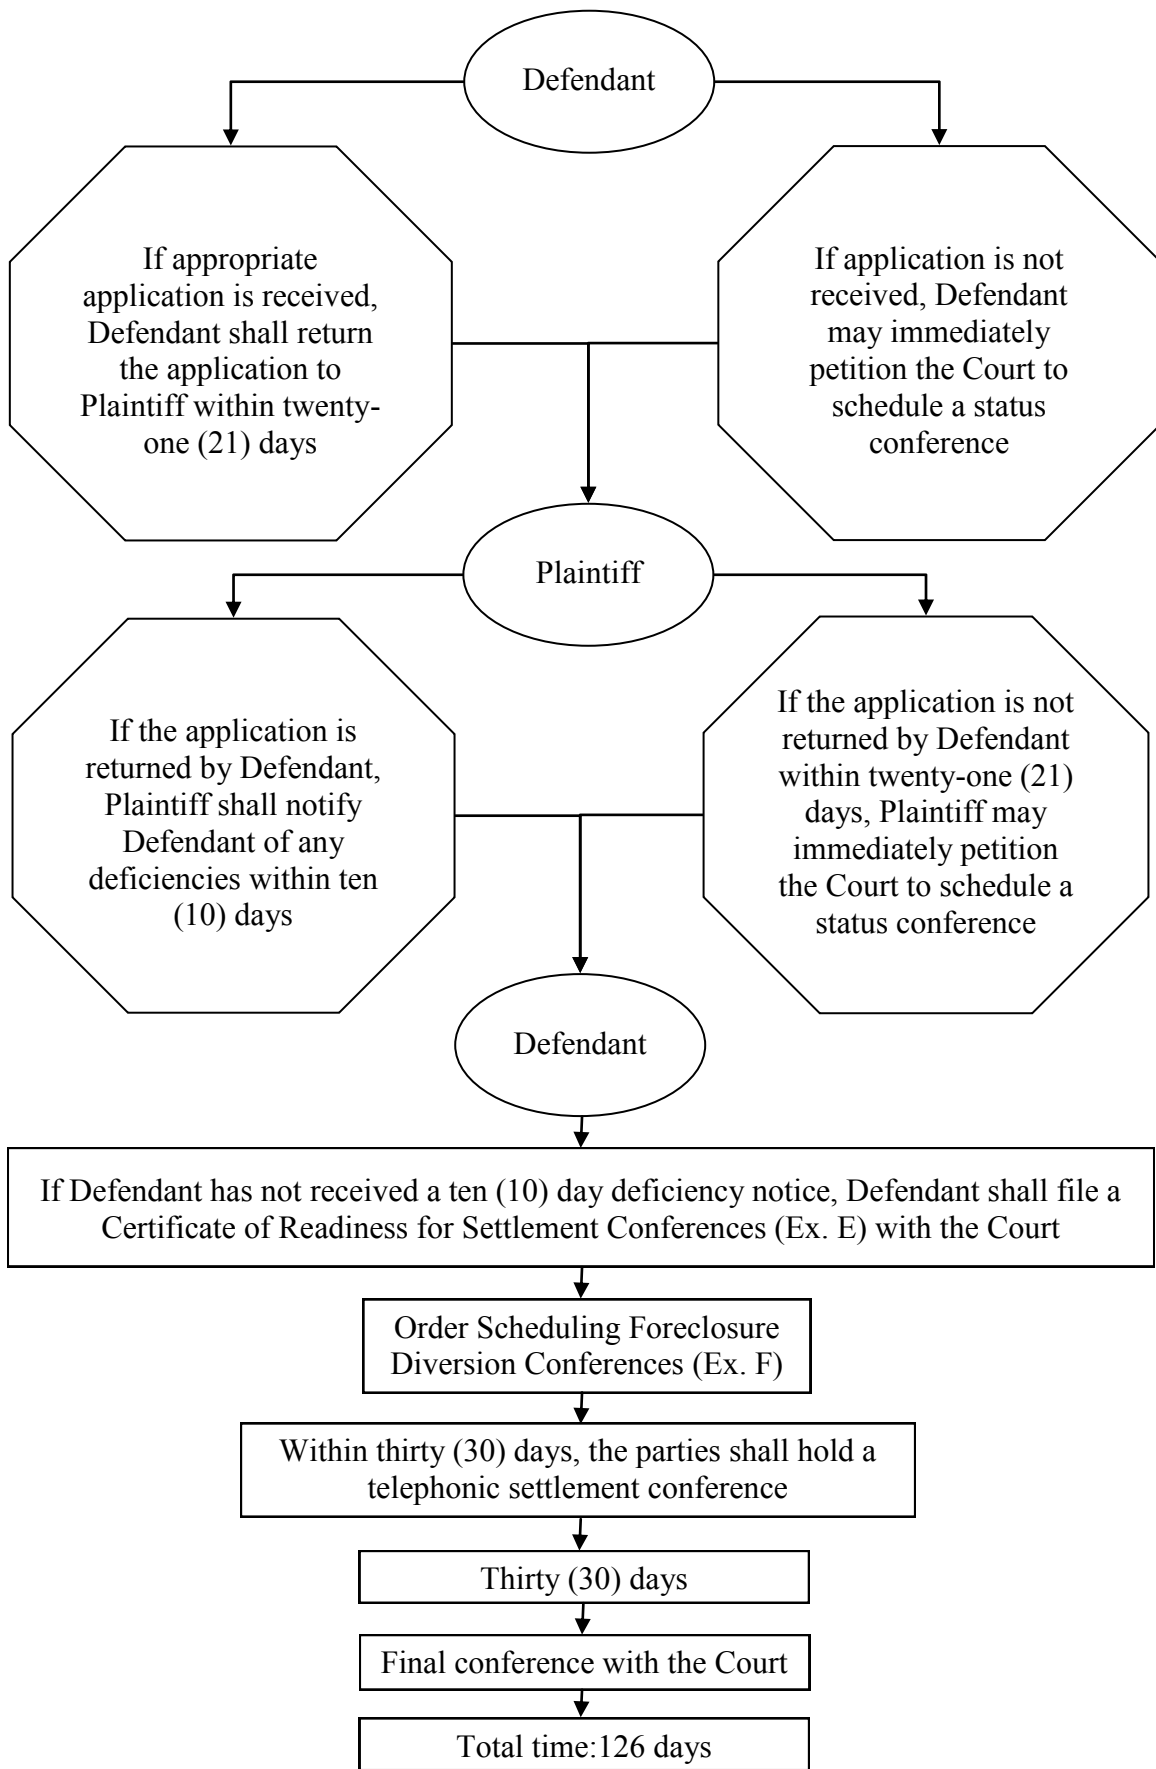 Defendant
If appropriate
application is received,
Defendant shall return
the application to
Plaintiff within twenty-
one (21) days
If application is not
received, Defendant
may immediately
petition the Court to
schedule a status
conference
Plaintiff
If the application is
returned by Defendant,
Plaintiff shall notify
Defendant of any
deficiencies within ten
(10) days
If the application is not
returned by Defendant
within twenty-one (21)
days, Plaintiff may
immediately petition
the Court to schedule a
status conference
Defendant
If Defendant has not received a ten (10) day deficiency notice, Defendant shall file a
Certificate of Readiness for Settlement Conferences (Ex. E) with the Court
Order Scheduling Foreclosure
Diversion Conferences (Ex. F)
Within thirty (30) days, the parties shall hold a
telephonic settlement conference
Thirty (30) days
Final conference with the Court
Total time:126 days